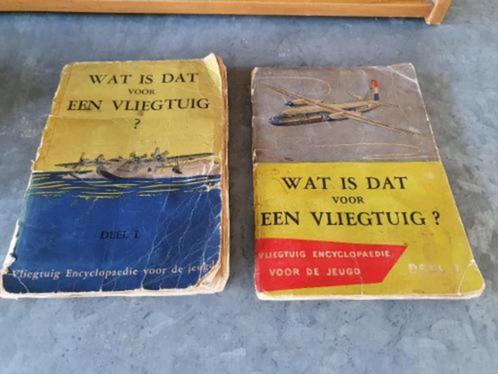 WAT IS DAT
VOOR
EEN VLIEGTUIG
?
DEEL I.
Vliegtuig Encyclopaedie voor de jeugd
WAT IS DAT
VOOR
EEN VLIEGTUIG?
VLIEGTUIG ENCYCLOPAEDIE
VOOR DE JEUGD
DEEL